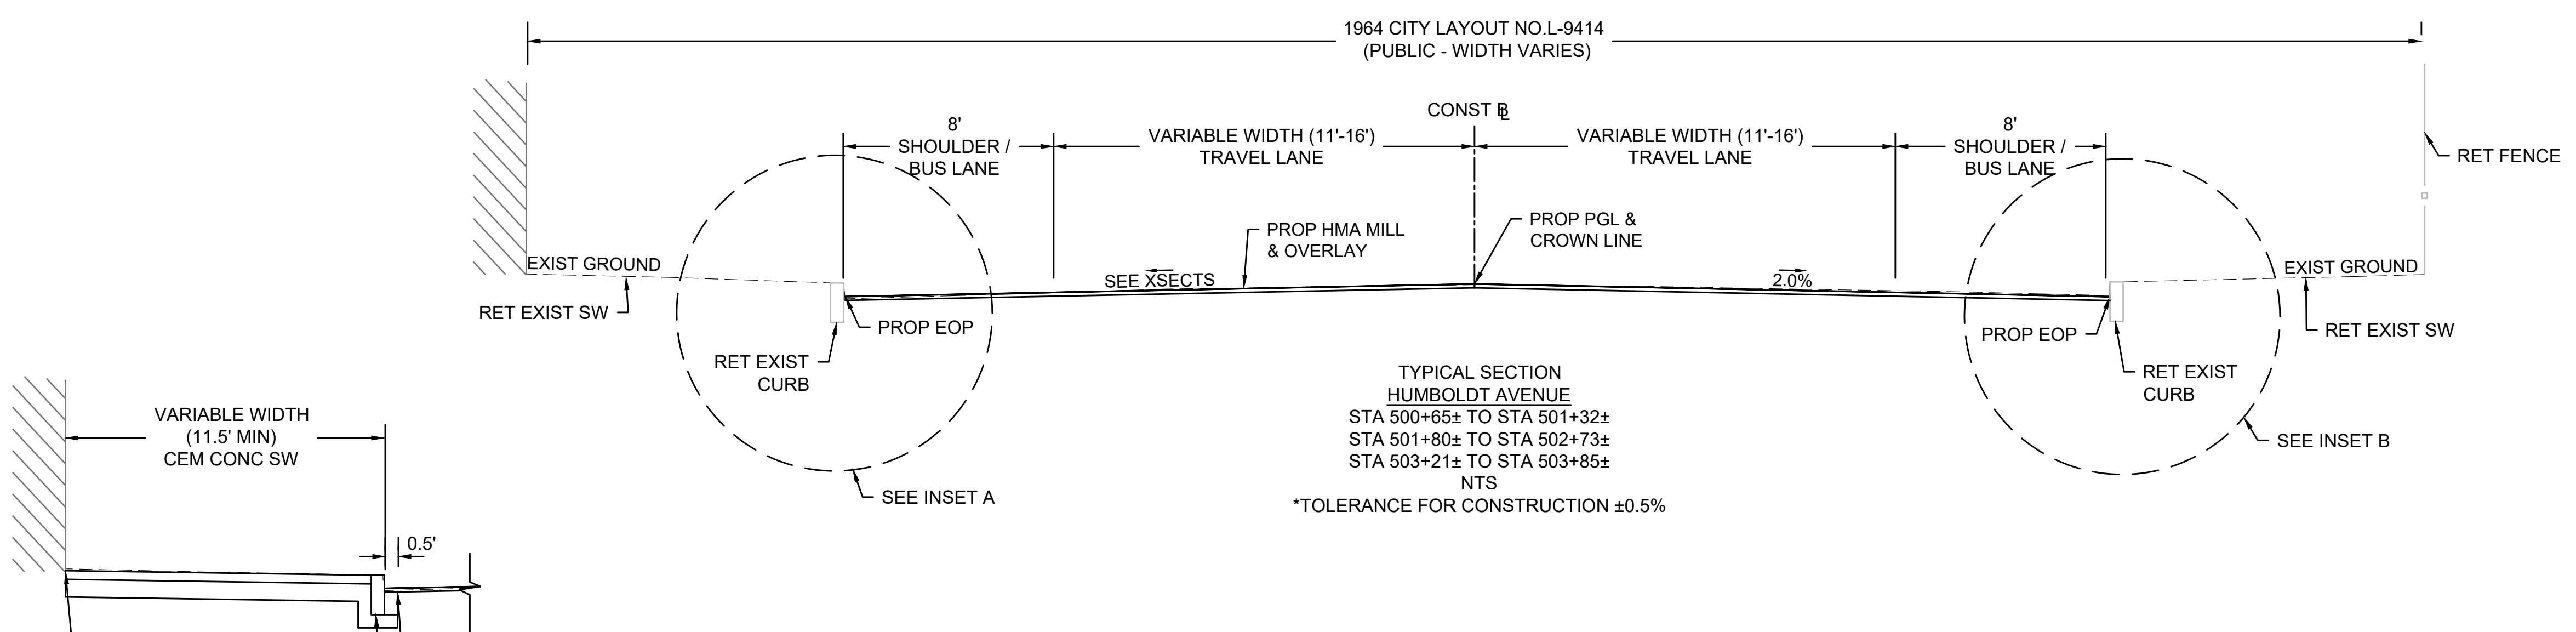 1964 CITY LAYOUT NO.L-9414
(PUBLIC - WIDTH VARIES)
CONST BL
8'
SHOULDER /
BUS LANE
VARIABLE WIDTH (11'-16')
TRAVEL LANE
VARIABLE WIDTH (11'-16')
TRAVEL LANE
8'
SHOULDER /
BUS LANE
RET FENCE
PROP HMA MILL
& OVERLAY
PROP PGL &
CROWN LINE
EXIST GROUND
SEE XSECTS
2.0%
EXIST GROUND
RET EXIST SW
PROP EOP
PROP EOP
RET EXIST SW
RET EXIST
CURB
RET EXIST
CURB
TYPICAL SECTION
HUMBOLDT AVENUE
STA 500+65± TO STA 501+32±
STA 501+80± TO STA 502+73±
STA 503+21± TO STA 503+85±
NTS
*TOLERANCE FOR CONSTRUCTION ±0.5%
SEE INSET A
SEE INSET B
VARIABLE WIDTH
(11.5' MIN)
CEM CONC SW
0.5'